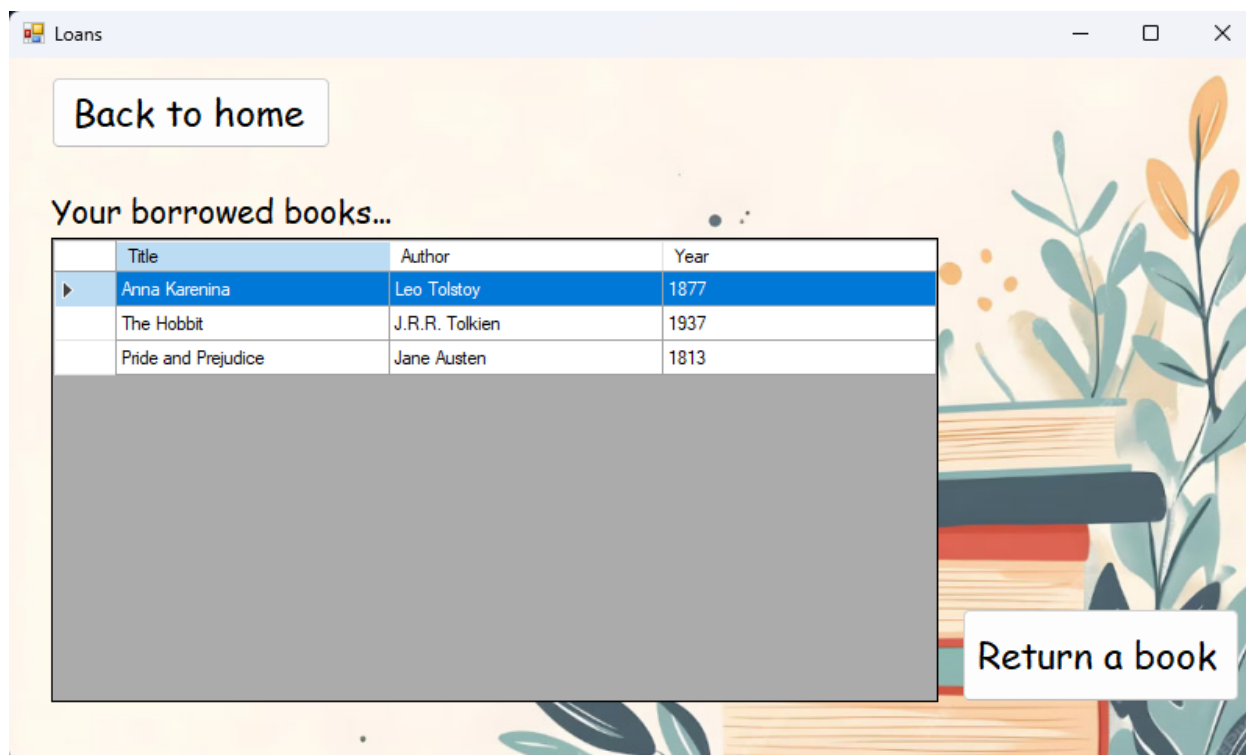 Loans
Back to home
Your borrowed books...
Title Author Year
Anna Karenina Leo Tolstoy 1877
The Hobbit J.R.R. Tolkien 1937
Pride and Prejudice Jane Austen 1813
Return a book